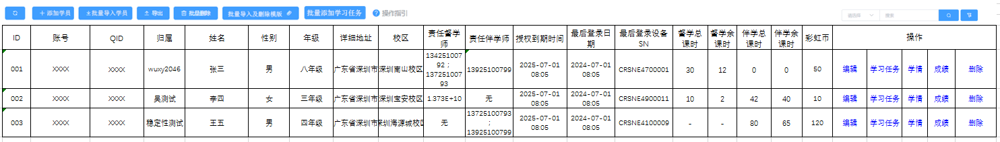 添加学员 批量导入学员 导出 批量删除 批量导入及删除模版 批量添加学习任务 操作指引 请选择 搜索
ID 账号 QID 归属 姓名 性别 年级 详细地址 校区 责任督学师 责任伴学师 授权到期时间 最后登录日期 最后登录设备SN 督学总课时 督学余课时 伴学总课时 伴学余课时 彩虹币 操作
001 XXXX XXXX wuxy2046 张三 男 八年级 广东省深圳市 深圳南山校区 13425100792；13725100793 13925100799 2025-07-01 08:05 2024-07-01 08:05 CRSNE4700001 30 12 0 0 50 编辑 学习任务 学情 成绩 删除
002 XXXX XXXX 吴测试 李四 女 三年级 广东省深圳市 深圳宝安校区 1.373E+10 无 2025-07-01 08:05 2024-07-01 08:05 CRSNE4900011 10 2 42 40 10 编辑 学习任务 学情 成绩 删除
003 XXXX XXXX 稳定性测试 王五 男 四年级 广东省深圳市 深圳海源城校区 无 13725100793；13925100799 2025-07-01 08:05 2024-07-01 08:05 CRSNE4100009 - - 80 65 120 编辑 学习任务 学情 成绩 删除